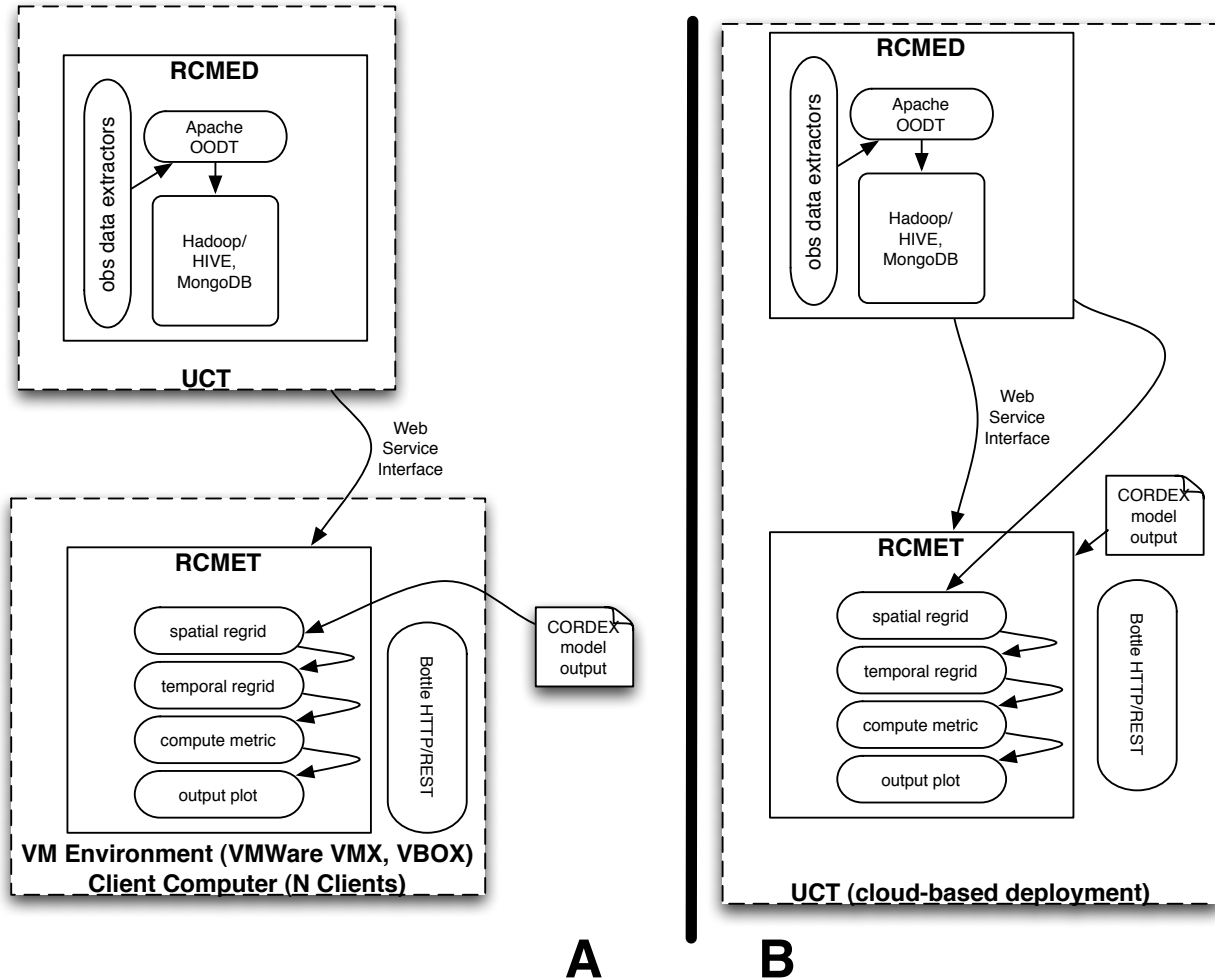 RCMED
obs data extractors
Apache
OODT
Hadoop/
HIVE,
MongoDB
UCT
Web
Service
Interface
RCMET
spatial regrid
temporal regrid
compute metric
output plot
Bottle HTTP/REST
CORDEX
model
output
VM Environment (VMWare VMX, VBOX)
Client Computer (N Clients)
A
RCMED
obs data extractors
Apache
OODT
Hadoop/
HIVE,
MongoDB
Web
Service
Interface
CORDEX
model
output
RCMET
spatial regrid
temporal regrid
compute metric
output plot
Bottle HTTP/REST
UCT (cloud-based deployment)
B